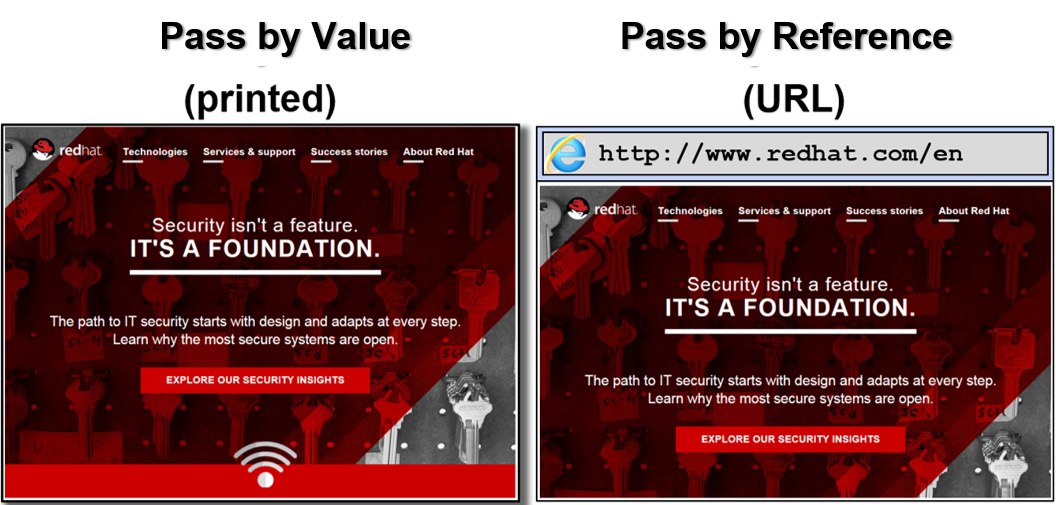 Pass by Value
(printed)
redhat. Technologies Services & support Success stories About Red Hat
Security isn't a feature.
IT'S A FOUNDATION.
The path to IT security starts with design and adapts at every step.
Learn why the most secure systems are open.
EXPLORE OUR SECURITY INSIGHTS
Pass by Reference
(URL)
http://www.redhat.com/en
redhat. Technologies Services & support Success stories About Red Hat
Security isn't a feature.
IT'S A FOUNDATION.
The path to IT security starts with design and adapts at every step.
Learn why the most secure systems are open.
EXPLORE OUR SECURITY INSIGHTS